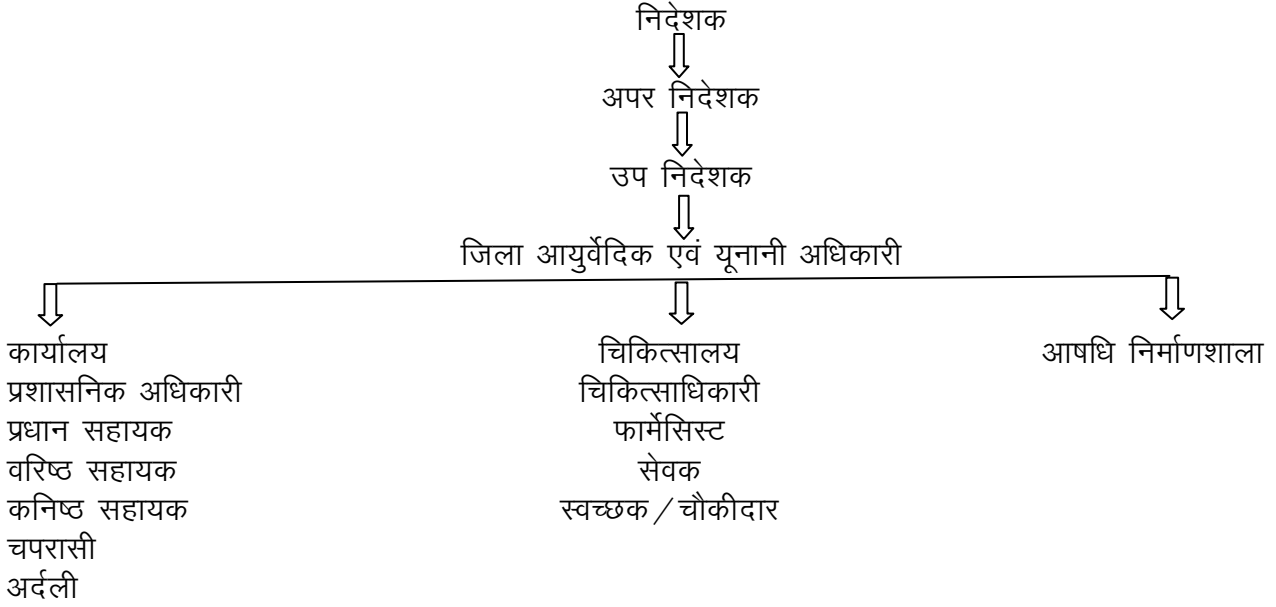 निदेशक
अपर निदेशक
उप निदेशक
जिला आयुर्वेदिक एवं यूनानी अधिकारी
कार्यालय
प्रशासनिक अधिकारी
प्रधान सहायक
वरिष्ठ सहायक
कनिष्ठ सहायक
चपरासी
अर्दली
चिकित्सालय
चिकित्साधिकारी
फार्मेसिस्ट
सेवक
स्वच्छक/चौकीदार
आषधि निर्माणशाला